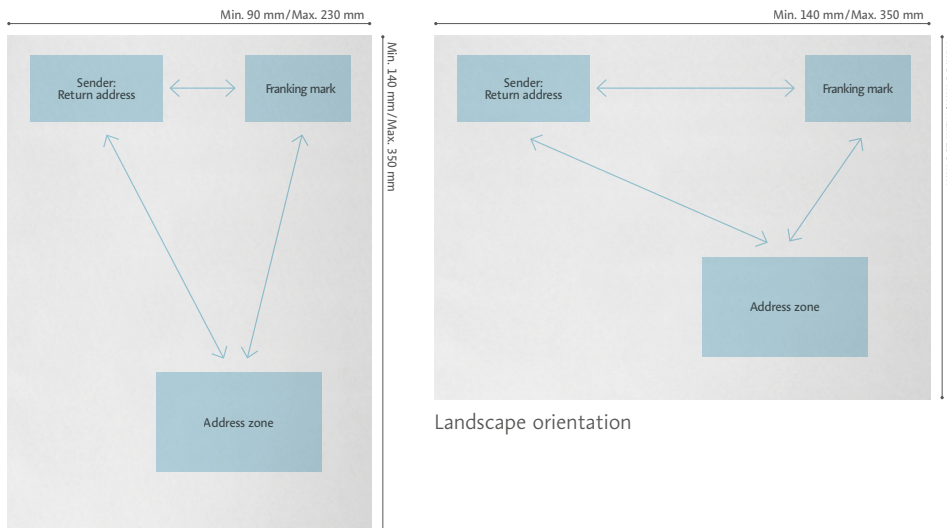 Min. 90 mm/Max. 230 mm
Min. 140 mm/Max. 350 mm
Sender:
Return address
Franking mark
Min. 140 mm/Max. 350 mm
Address zone
Sender:
Return address
Franking mark
Address zone
Landscape orientation